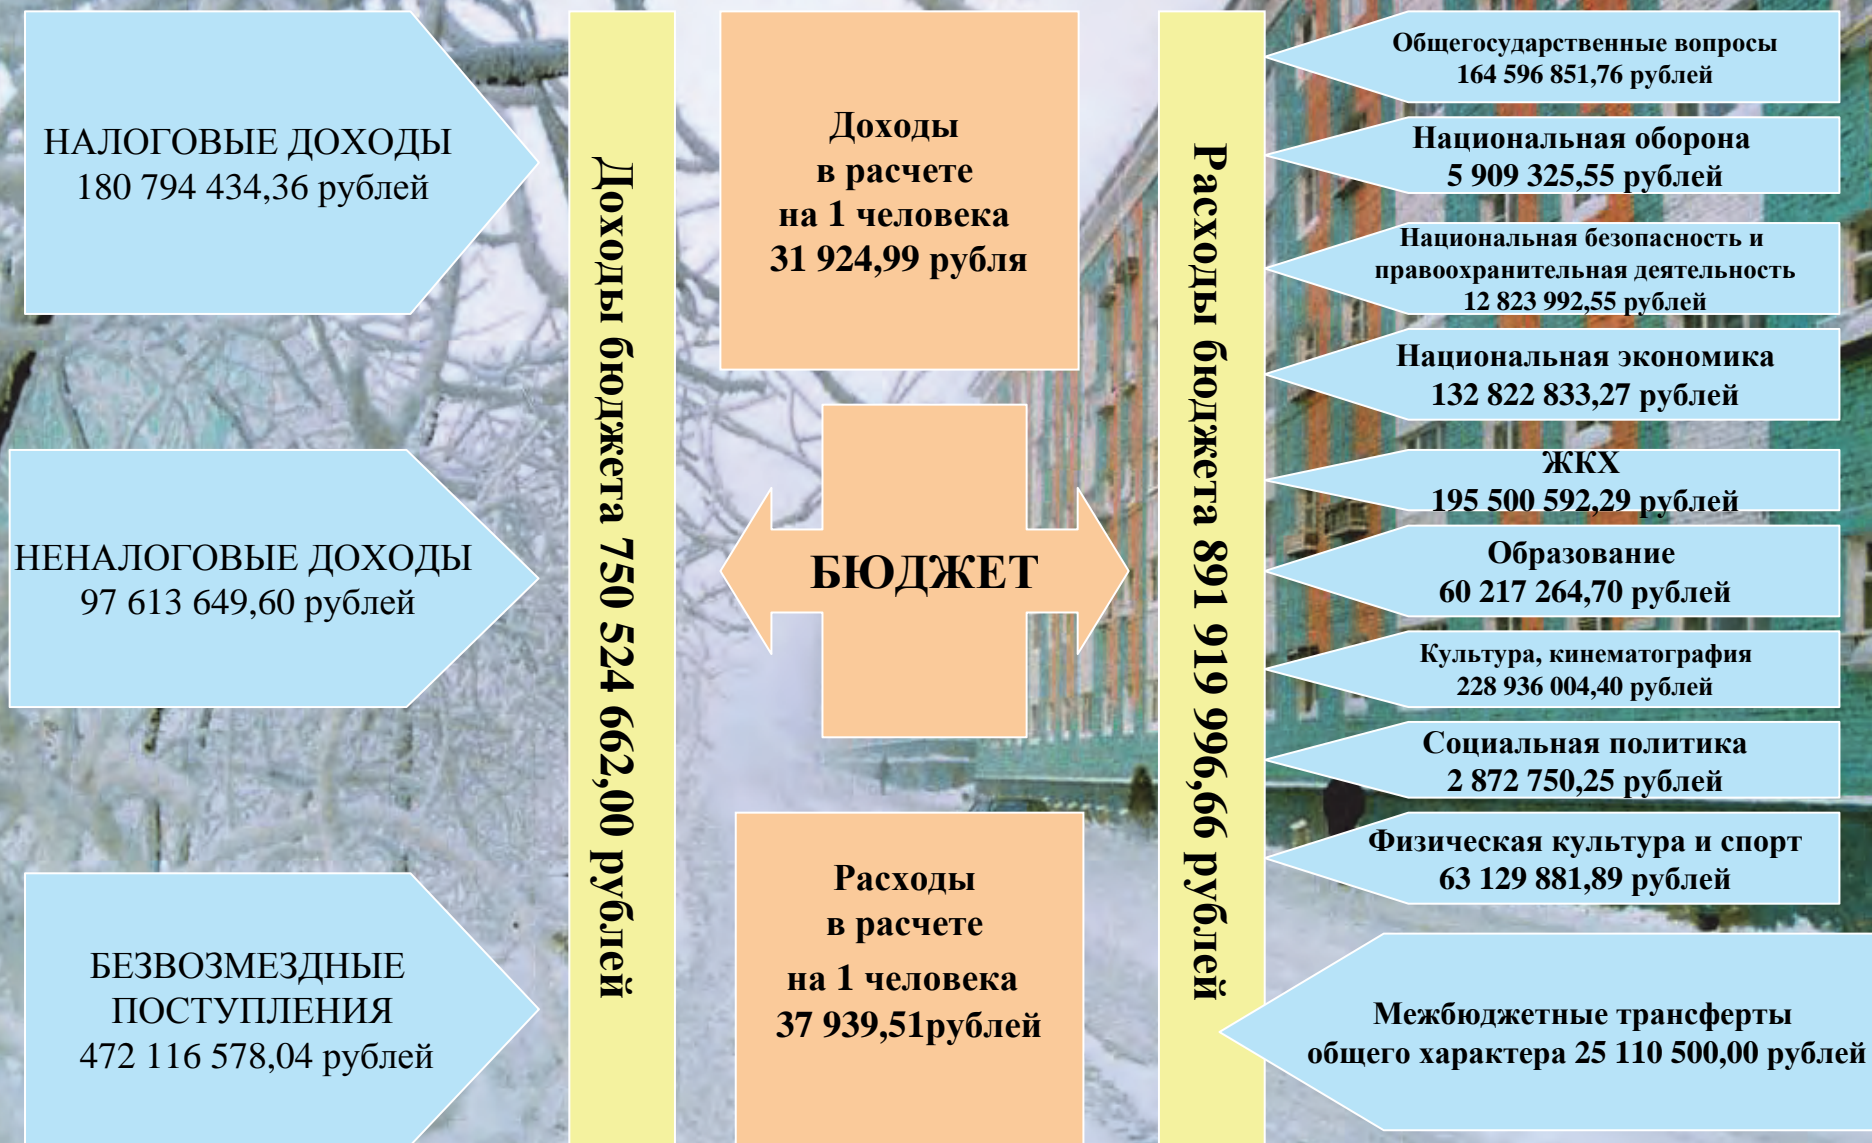 НАЛОГОВЫЕ ДОХОДЫ
180 794 434,36 рублей
НЕНАЛОГОВЫЕ ДОХОДЫ
97 613 649,60 рублей
БЕЗВОЗМЕЗДНЫЕ
ПОСТУПЛЕНИЯ
472 116 578,04 рублей
Доходы бюджета 750 524 662,00 рублей
Доходы
в расчете
на 1 человека
31 924,99 рубля
БЮДЖЕТ
Расходы
в расчете
на 1 человека
37 939,51рублей
Расходы бюджета 891 919 996,66 рублей
Общегосударственные вопросы
164 596 851,76 рублей
Национальная оборона
5 909 325,55 рублей
Национальная безопасность и
правоохранительная деятельность
12 823 992,55 рублей
Национальная экономика
132 822 833,27 рублей
ЖКХ
195 500 592,29 рублей
Образование
60 217 264,70 рублей
Культура, кинематография
228 936 004,40 рублей
Социальная политика
2 872 750,25 рублей
Физическая культура и спорт
63 129 881,89 рублей
Межбюджетные трансферты
общего характера 25 110 500,00 рублей